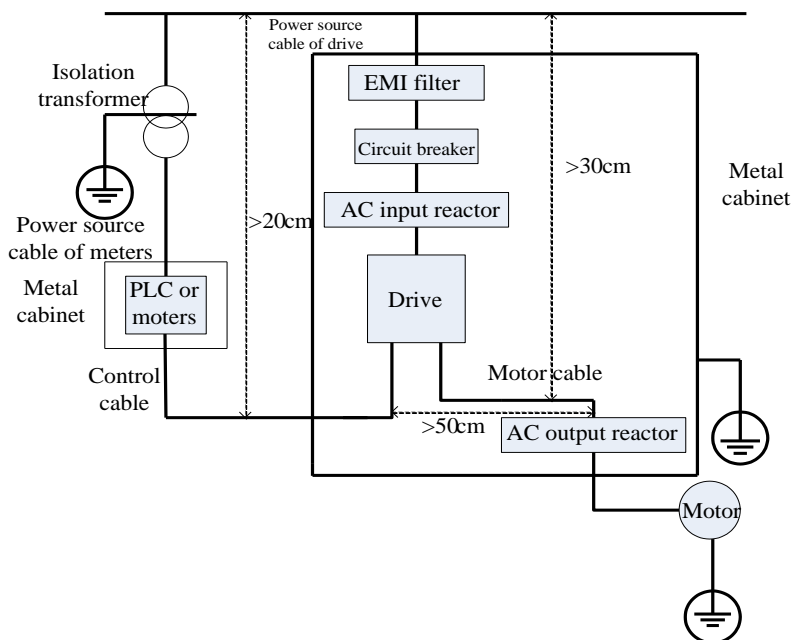 Power source
cable of drive
Isolation
transformer
EMI filter
Circuit breaker
>30cm
Metal
cabinet
AC input reactor
>20cm
Power source
cable of meters
Metal
cabinet
PLC or
moters
Drive
Control
cable
Motor cable
>50cm
AC output reactor
Motor